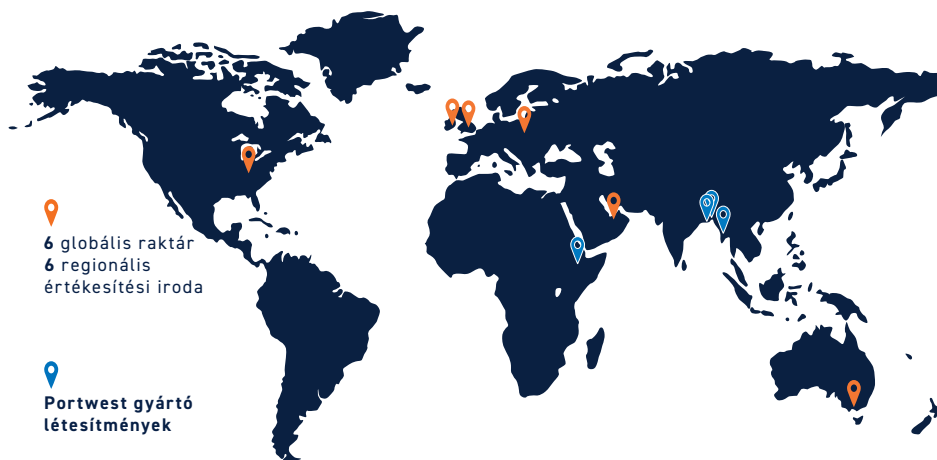 6 globális raktár
6 regionális
értékesítési iroda
Portwest gyártó
létesítmények